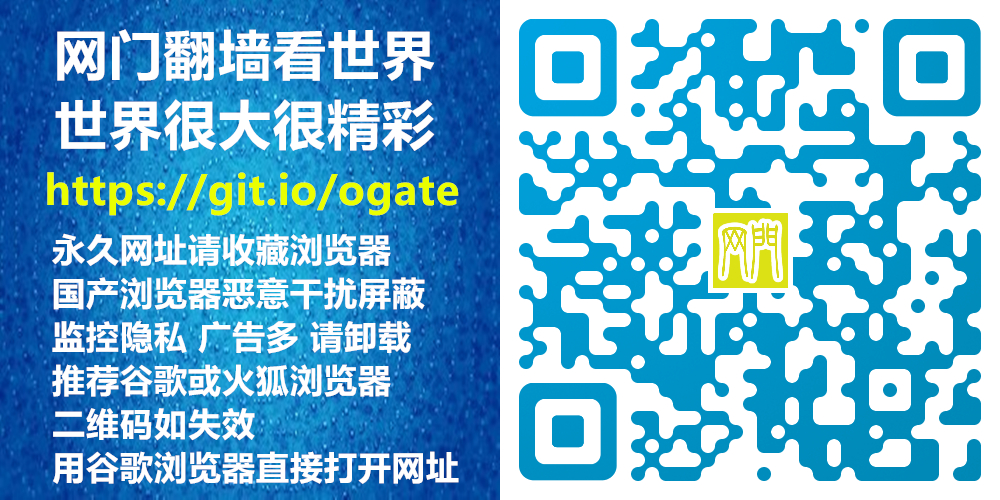 网门翻墙看世界
世界很大很精彩
https://git.io/ogate
永久网址请收藏浏览器
国产浏览器恶意干扰屏蔽
监控隐私 广告多 请卸载
推荐谷歌或火狐浏览器
二维码如失效
用谷歌浏览器直接打开网址
网門